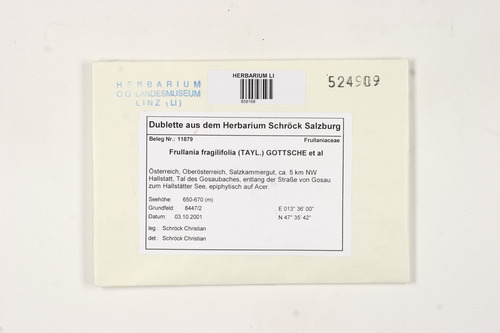 HERBARIUM
O.Ö. LANDESMUSEUM
LINZ (LI)
HERBARIUM LI
858168
524909
Dublette aus dem Herbarium Schröck Salzburg
Beleg Nr.: 11879 Frullaniaceae
Frullania fragilifolia (TAYL.) GOTTSCHE et al
Österreich, Oberösterreich, Salzkammergut, ca. 5 km NW
Hallstatt, Tal des Gosaubaches, entlang der Straße von Gosau
zum Hallstätter See, epiphytisch auf Acer.
Seehöhe: 650-670 (m)
Grundfeld: 8447/2 E 013° 36' 00"
Datum: 03.10.2001 N 47° 35' 42"
leg.: Schröck Christian
det.: Schröck Christian